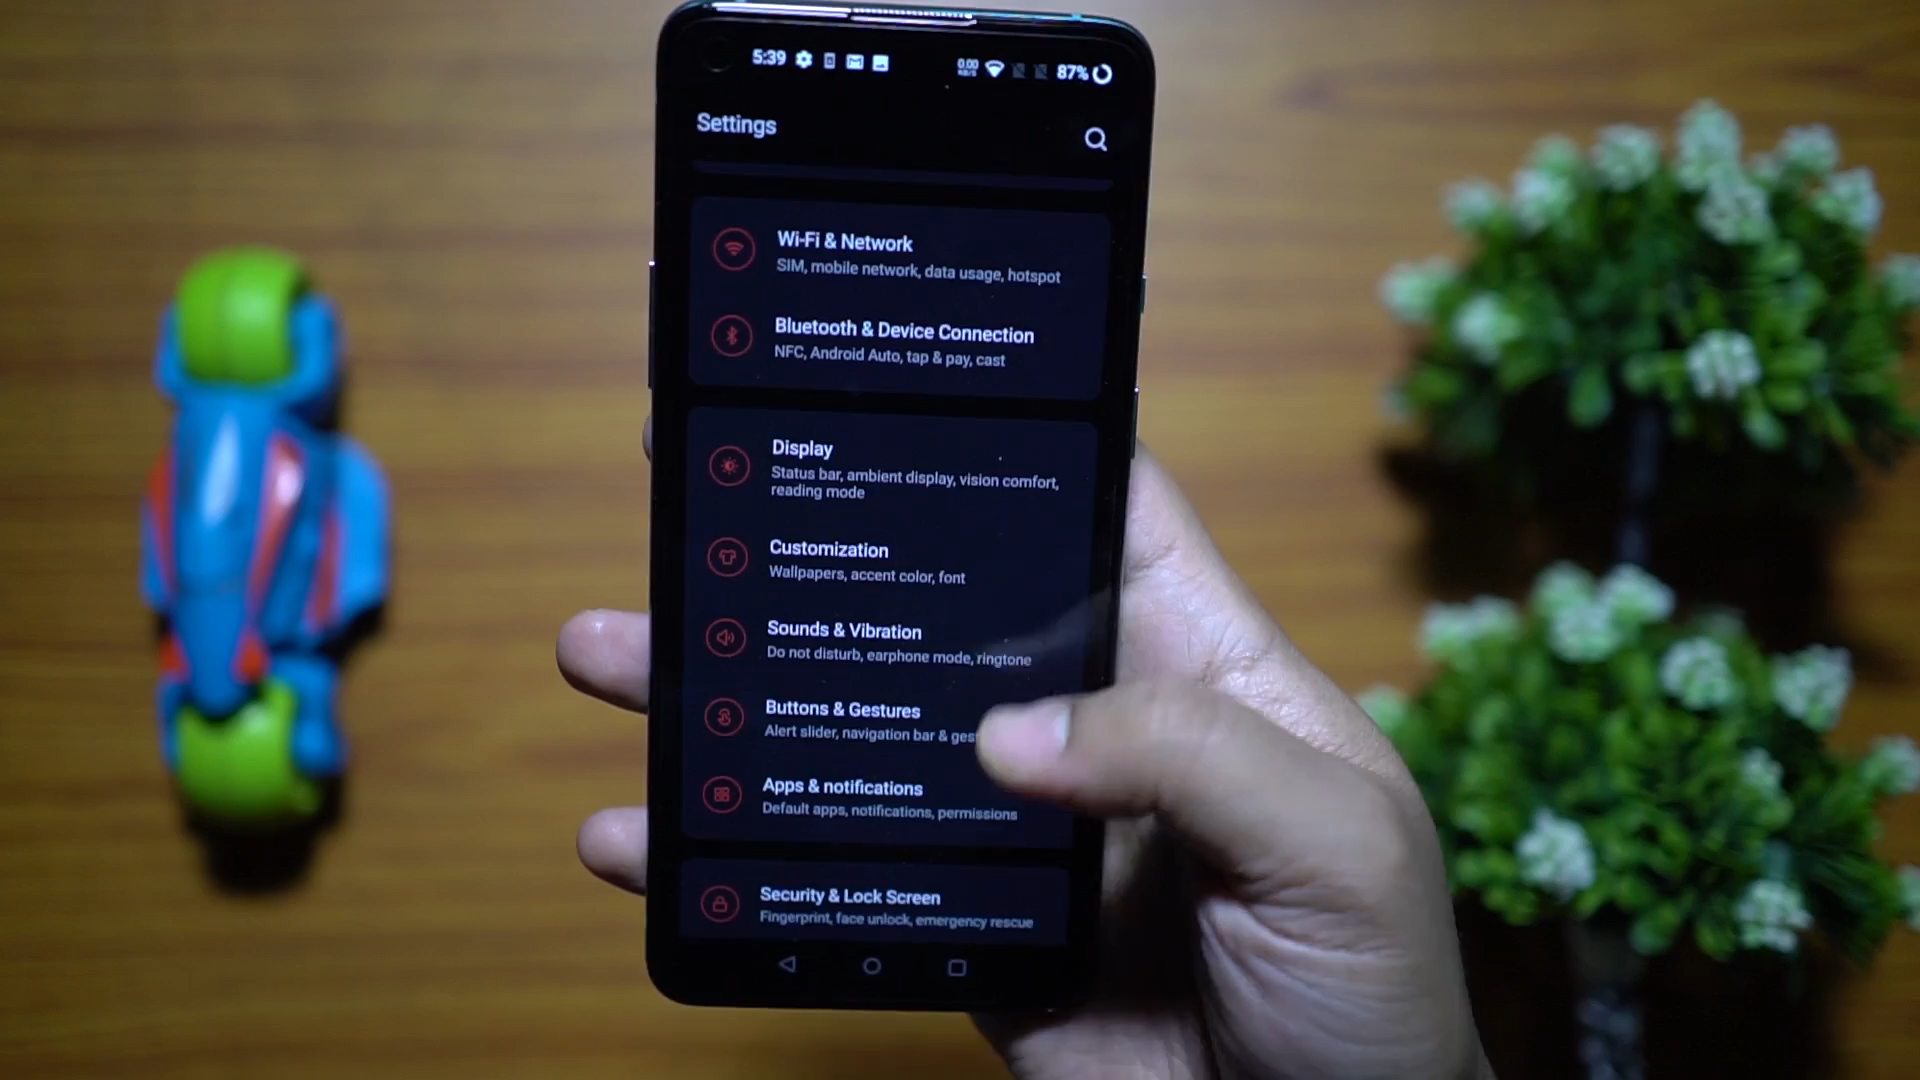 5:39
0.00
KB/S
87%
Settings
Wi-Fi & Network
SIM, mobile network, data usage, hotspot
Bluetooth & Device Connection
NFC, Android Auto, tap & pay, cast
Display
Status bar, ambient display, vision comfort,
reading mode
Customization
Wallpapers, accent color, font
Sounds & Vibration
Do not disturb, earphone mode, ringtone
Buttons & Gestures
Alert slider, navigation bar & ges
Apps & notifications
Default apps, notifications, permissions
Security & Lock Screen
Fingerprint, face unlock, emergency rescue